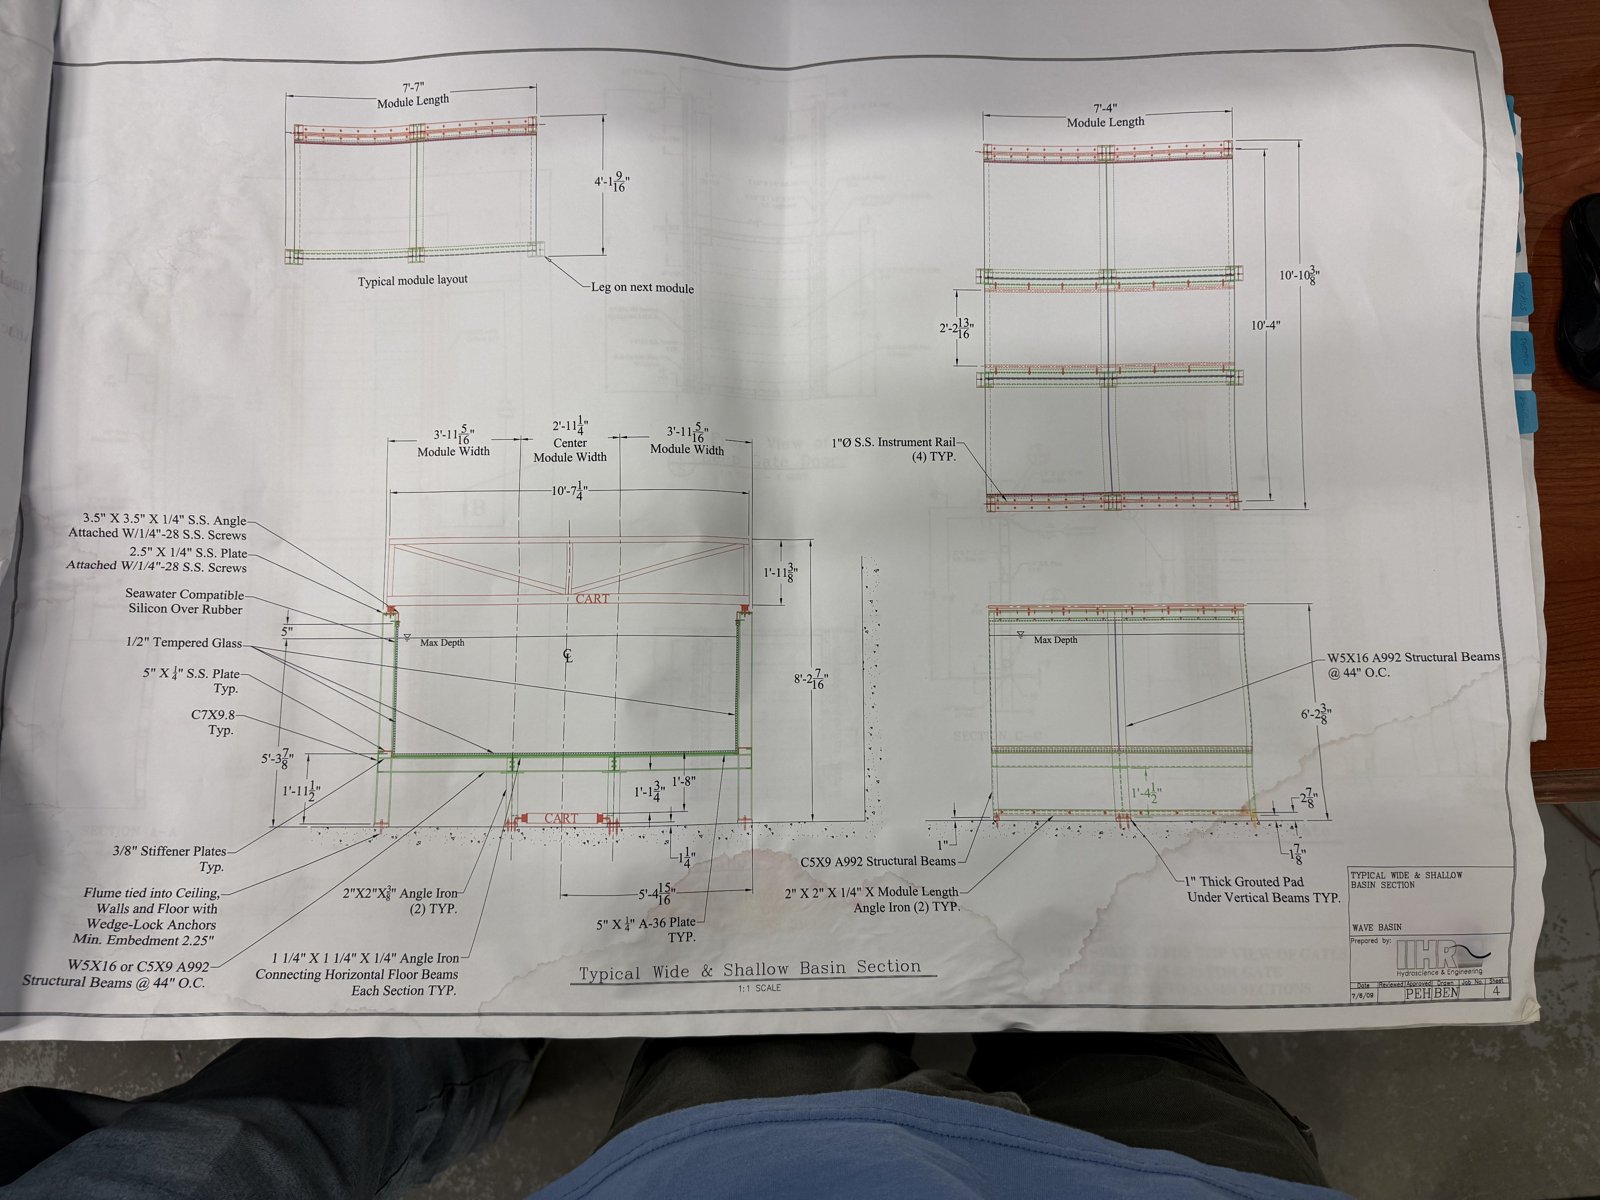 7'-7"
Module Length
4'-1 9/16"
Typical module layout
Leg on next module
7'-4"
Module Length
10'-10 3/8"
2'-2 13/16"
10'-4"
1"Ø S.S. Instrument Rail
(4) TYP.
3'-11 5/16"
Module Width
2'-11 1/4"
Center
Module Width
3'-11 5/16"
Module Width
10'-7 1/4"
3.5" X 3.5" X 1/4" S.S. Angle
Attached W/1/4"-28 S.S. Screws
2.5" X 1/4" S.S. Plate
Attached W/1/4"-28 S.S. Screws
Seawater Compatible
Silicon Over Rubber
5"
1/2" Tempered Glass
5" X 1/4" S.S. Plate
Typ.
C7X9.8
Typ.
5'-3 7/8"
1'-11 1/2"
3/8" Stiffener Plates
Typ.
Flume tied into Ceiling,
Walls and Floor with
Wedge-Lock Anchors
Min. Embedment 2.25"
W5X16 or C5X9 A992
Structural Beams @ 44" O.C.
CART
1'-11 3/8"
Max Depth
℄
8'-2 7/16"
1'-1 3/4"
1'-8"
CART
1 1/4"
2"X2"X3/8" Angle Iron
(2) TYP.
5'-4 15/16"
5" X 1/4" A-36 Plate
TYP.
1 1/4" X 1 1/4" X 1/4" Angle Iron
Connecting Horizontal Floor Beams
Each Section TYP.
Typical Wide & Shallow Basin Section
1:1 SCALE
Max Depth
W5X16 A992 Structural Beams
@ 44" O.C.
6'-2 3/8"
1'-4 1/2"
2 7/8"
1"
1 7/8"
C5X9 A992 Structural Beams
2" X 2" X 1/4" X Module Length
Angle Iron (2) TYP.
1" Thick Grouted Pad
Under Vertical Beams TYP.
TYPICAL WIDE & SHALLOW
BASIN SECTION
WAVE BASIN
Prepared by:
IIHR
Hydroscience & Engineering
Date Reviewed Approved Drawn Job No. Sheet
7/6/09 PEH BEN 4